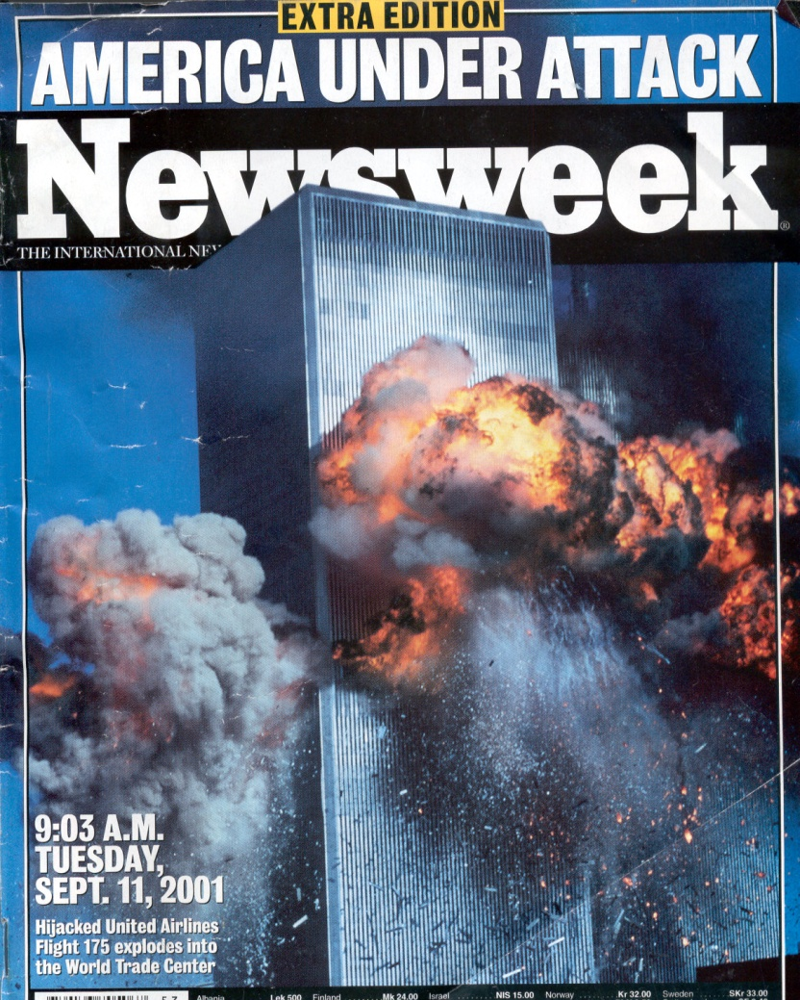 EXTRA EDITION
AMERICA UNDER ATTACK
Newsweek
®
THE INTERNATIONAL NEW
9:03 A.M.
TUESDAY,
SEPT. 11, 2001
Hijacked United Airlines
Flight 175 explodes into
the World Trade Center
Albania Lek 500 Finland Mk 24.00 Israel NIS 15.00 Norway Kr 32.00 Sweden SKr 33.00